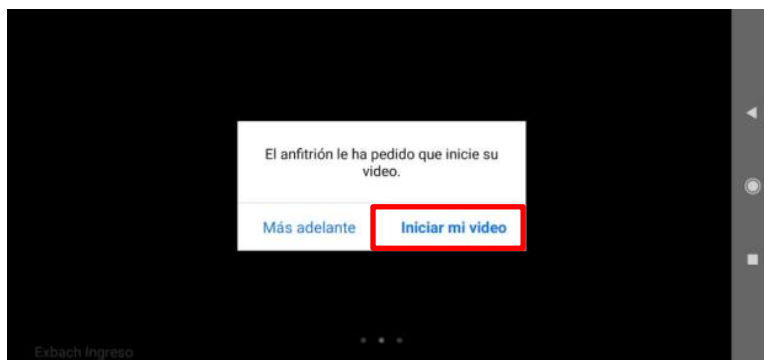 El anfitrión le ha pedido que inicie su
video.
Más adelante Iniciar mi video
Exbach Ingreso